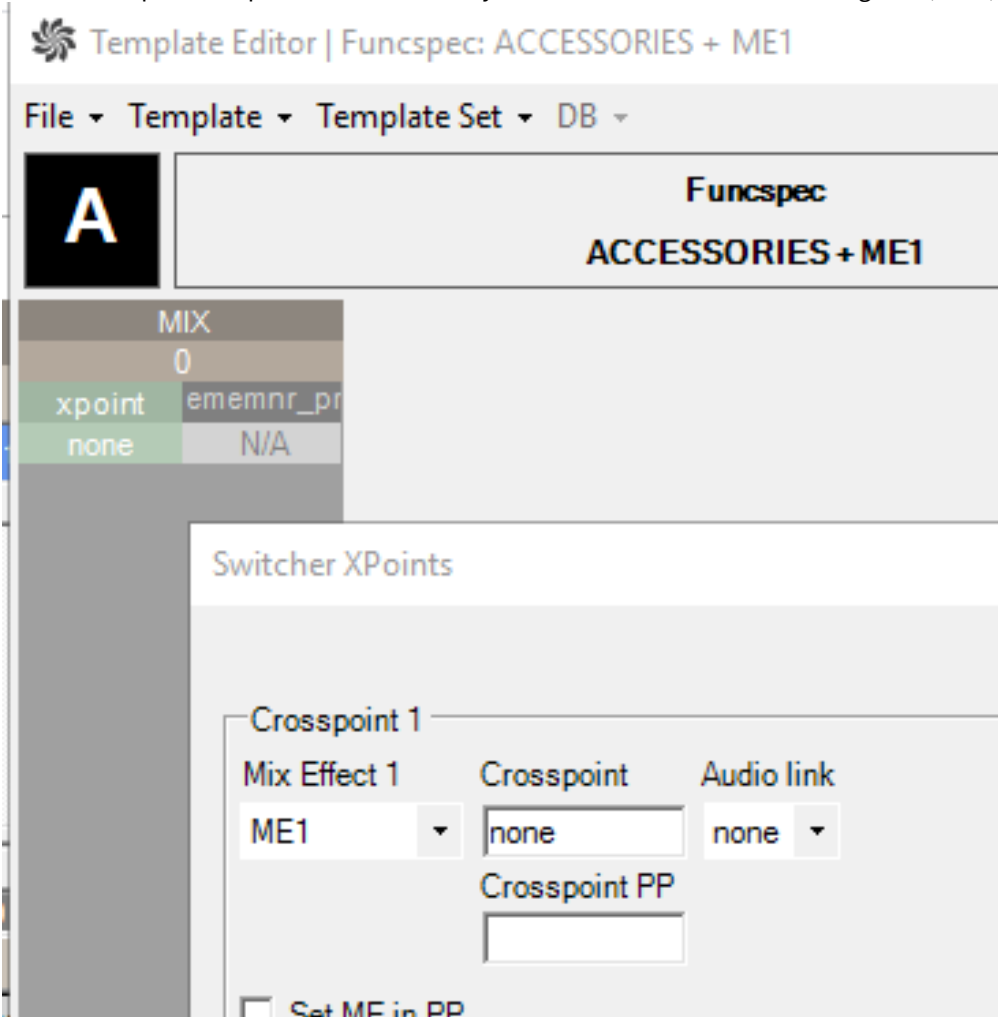 Template Editor | Funcspec: ACCESSORIES + ME1
File Template Template Set DB
A
Funcspec
ACCESSORIES + ME1
MIX
0
xpoint ememnr_pr
none N/A
Switcher XPoints
Crosspoint 1
Mix Effect 1 Crosspoint Audio link
ME1 none none
Crosspoint PP
Set ME in PP